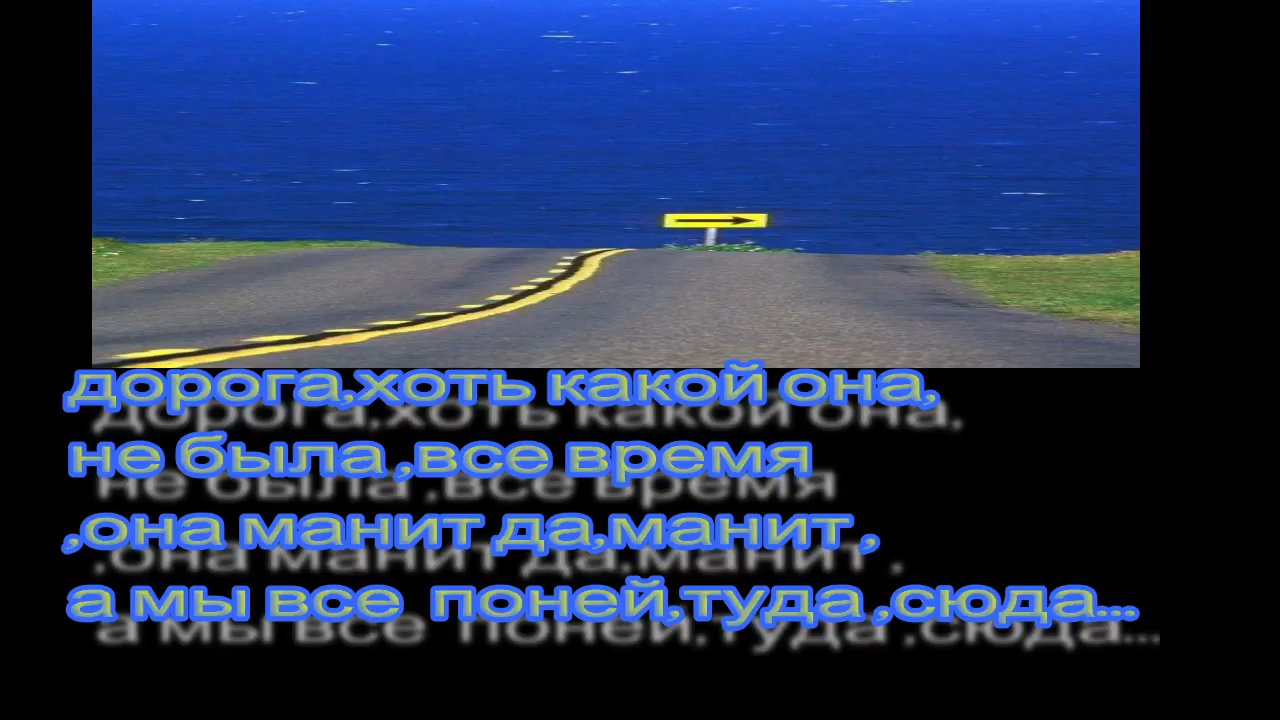 дорога,хоть какой она,
не была ,все время
,она манит да,манит ,
а мы все  поней,туда ,сюда...